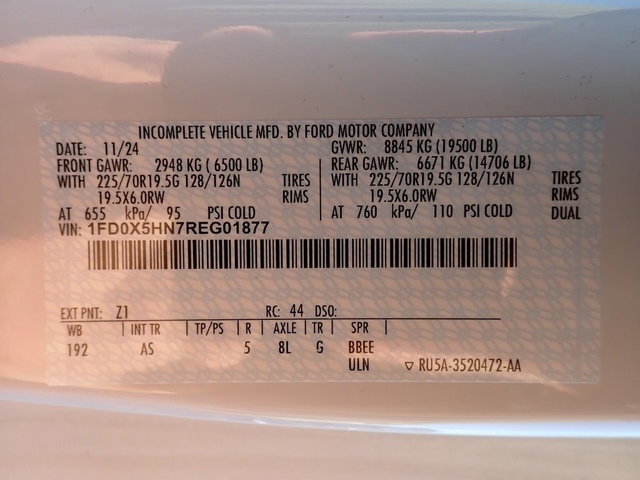 INCOMPLETE VEHICLE MFD. BY FORD MOTOR COMPANY
DATE: 11/24 GVWR: 8845 KG (19500 LB)
FRONT GAWR: 2948 KG ( 6500 LB) REAR GAWR: 6671 KG (14706 LB)
WITH 225/70R19.5G 128/126N TIRES WITH 225/70R19.5G 128/126N TIRES
19.5X6.0RW RIMS 19.5X6.0RW RIMS
AT 655 kPa/ 95 PSI COLD AT 760 kPa/ 110 PSI COLD DUAL
VIN: 1FD0X5HN7REG01877
EXT PNT: Z1 RC: 44 DSO:
WB INT TR TP/PS R AXLE TR SPR
192 AS 5 8L G BBEE
ULN ▽ RU5A-3520472-AA